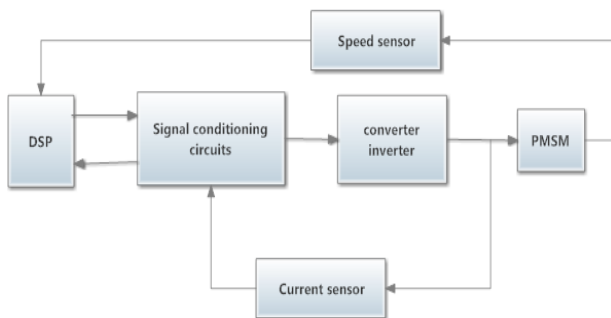 Speed sensor
DSP
Signal conditioning
circuits
converter
inverter
PMSM
Current sensor